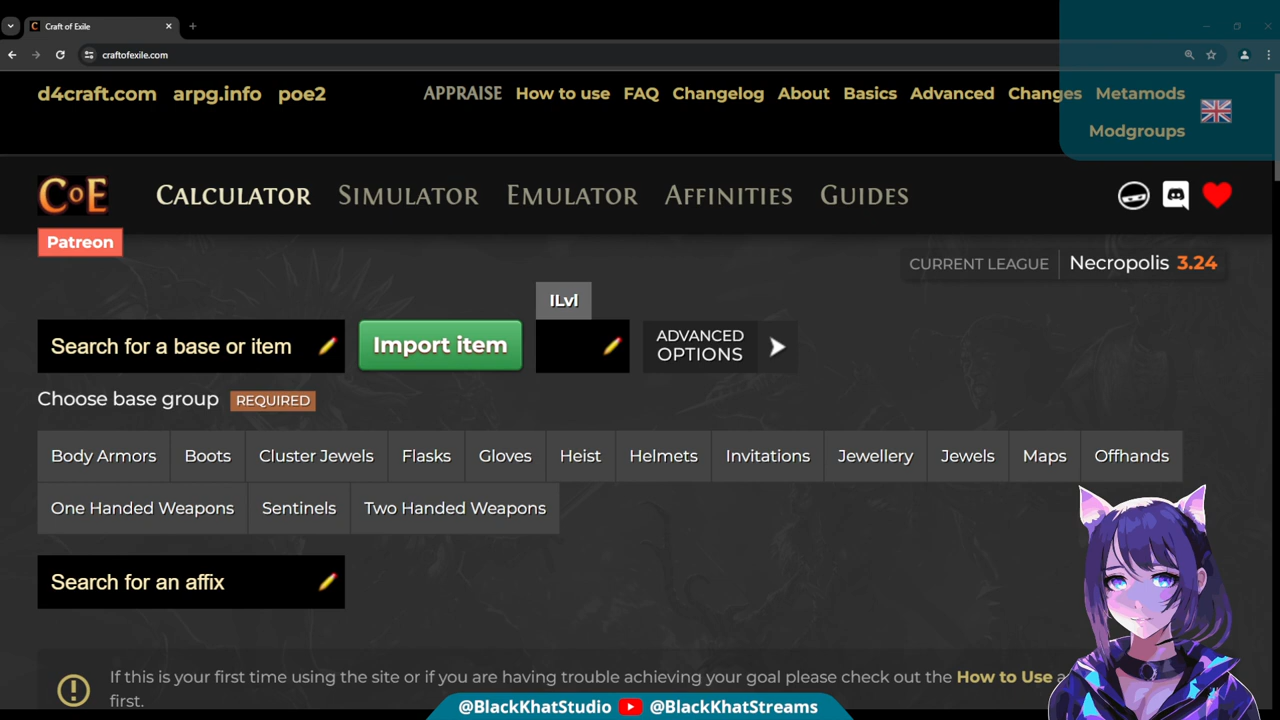 Craft of Exile
craftofexile.com
d4craft.com arpg.info poe2 APPRAISE How to use FAQ Changelog About Basics Advanced Changes Metamods
Modgroups
CoE CALCULATOR SIMULATOR EMULATOR AFFINITIES GUIDES
Patreon
CURRENT LEAGUE Necropolis 3.24
ILvl
Search for a base or item Import item ADVANCED
OPTIONS
Choose base group REQUIRED
Body Armors Boots Cluster Jewels Flasks Gloves Heist Helmets Invitations Jewellery Jewels Maps Offhands
One Handed Weapons Sentinels Two Handed Weapons
Search for an affix
If this is your first time using the site or if you are having trouble achieving your goal please check out the How to Use
first.
@BlackKhatStudio @BlackKhatStreams